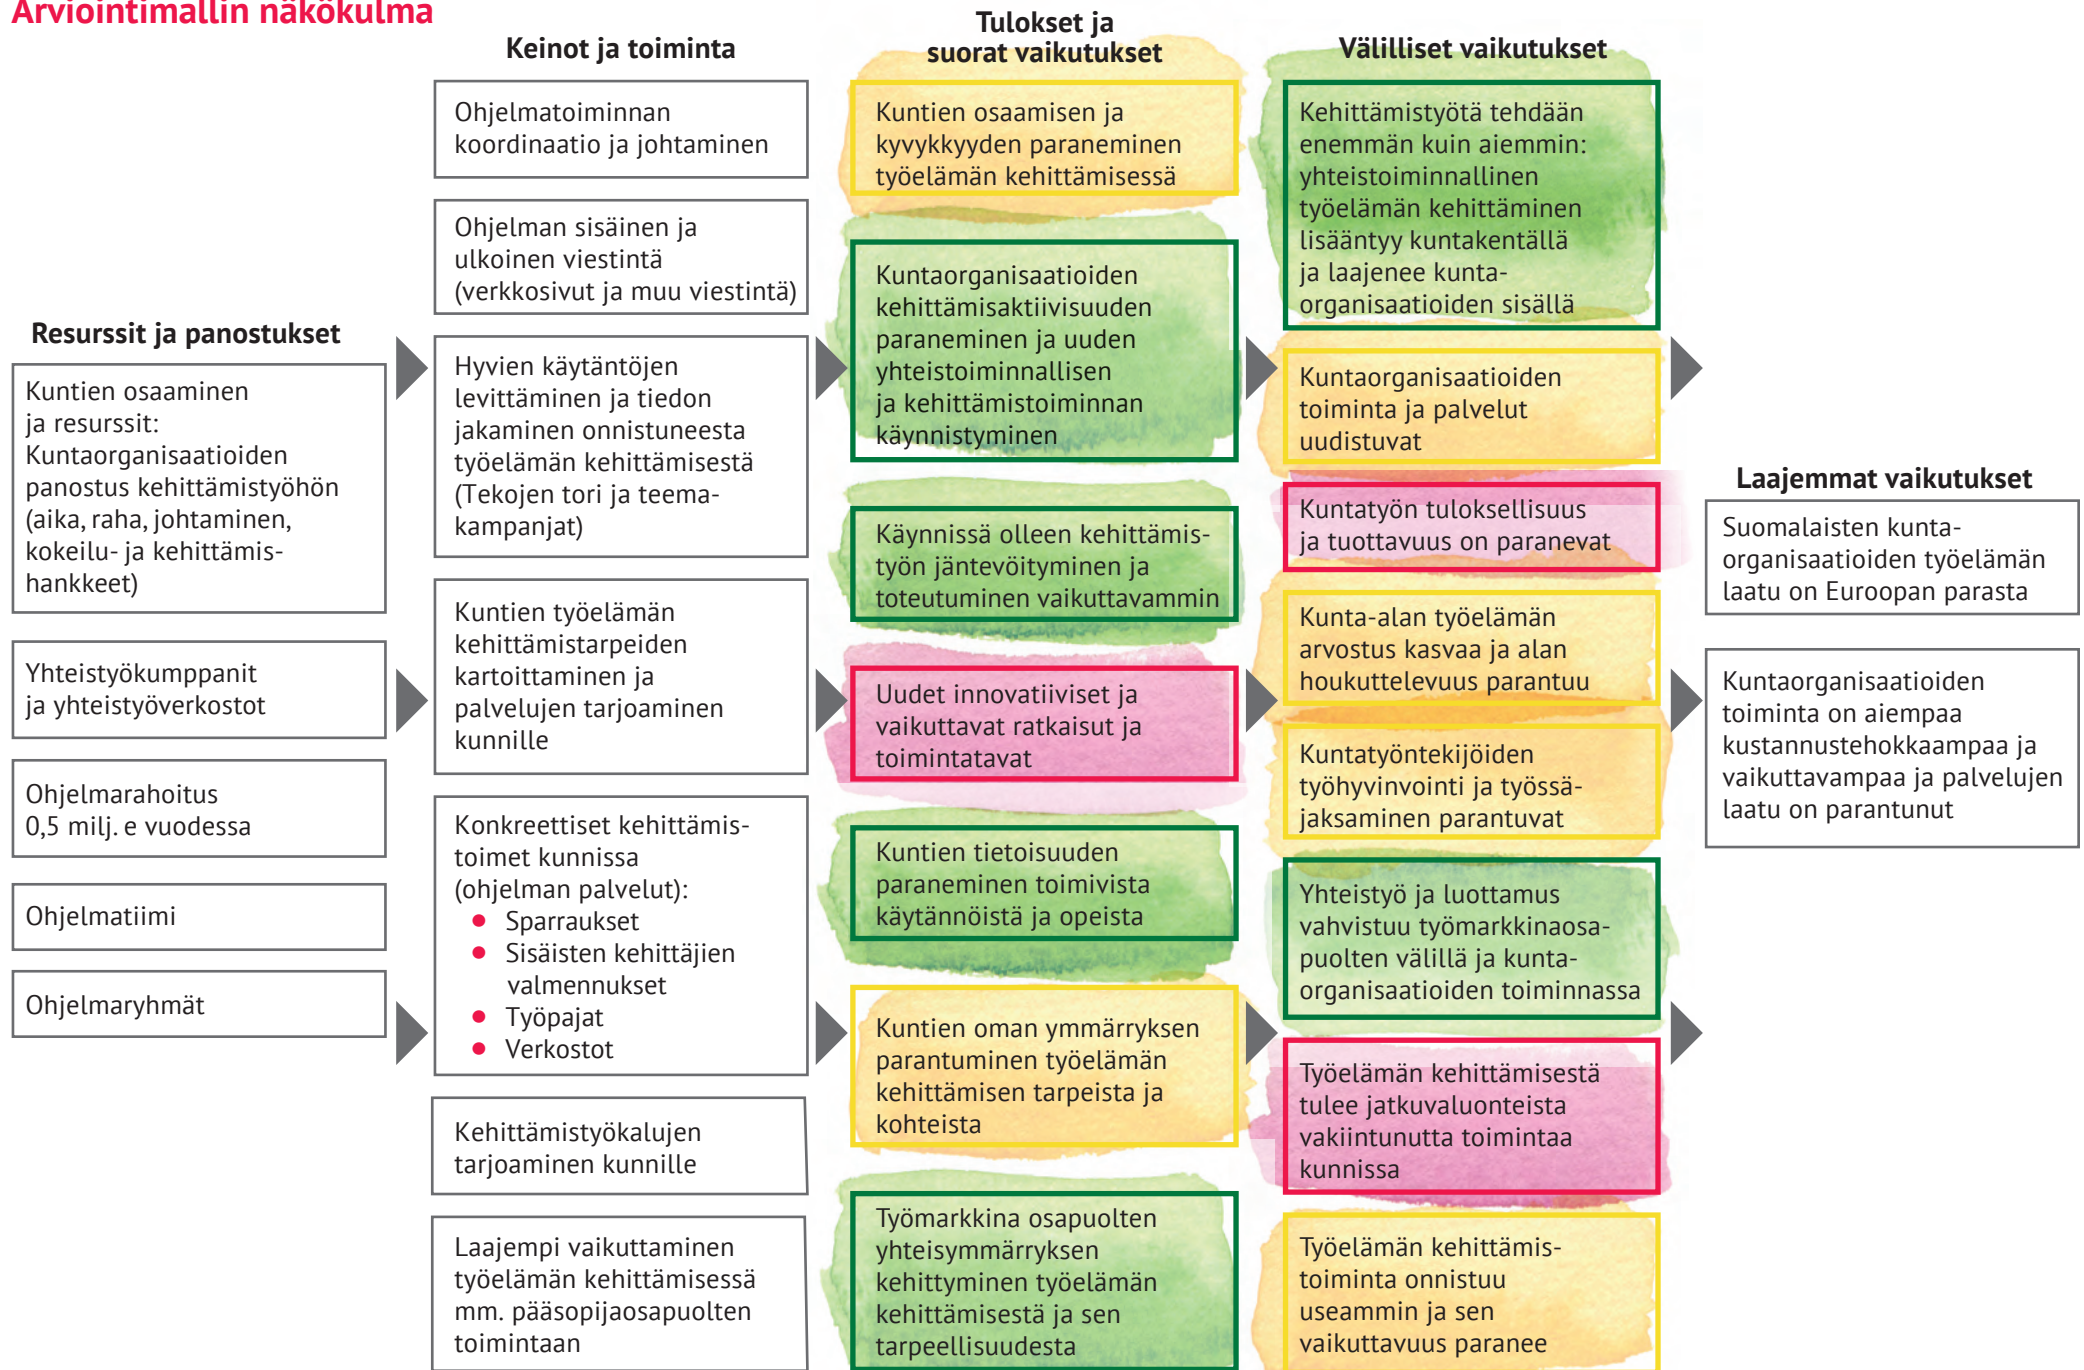 Arviointimallin näkökulma
Resurssit ja panostukset
Kuntien osaaminen
ja resurssit:
Kuntaorganisaatioiden
panostus kehittämistyöhön
(aika, raha, johtaminen,
kokeilu- ja kehittämis-
hankkeet)
Yhteistyökumppanit
ja yhteistyöverkostot
Ohjelmarahoitus
0,5 milj. e vuodessa
Ohjelmatiimi
Ohjelmaryhmät
Keinot ja toiminta
Ohjelmatoiminnan
koordinaatio ja johtaminen
Ohjelman sisäinen ja
ulkoinen viestintä
(verkkosivut ja muu viestintä)
Hyvien käytäntöjen
levittäminen ja tiedon
jakaminen onnistuneesta
työelämän kehittämisestä
(Tekojen tori ja teema-
kampanjat)
Kuntien työelämän
kehittämistarpeiden
kartoittaminen ja
palvelujen tarjoaminen
kunnille
Konkreettiset kehittämis-
toimet kunnissa
(ohjelman palvelut):
• Sparraukset
• Sisäisten kehittäjien
valmennukset
• Työpajat
• Verkostot
Kehittämistyökalujen
tarjoaminen kunnille
Laajempi vaikuttaminen
työelämän kehittämisessä
mm. pääsopijaosapuolten
toimintaan
Tulokset ja
suorat vaikutukset
Kuntien osaamisen ja
kyvykkyyden paraneminen
työelämän kehittämisessä
Kuntaorganisaatioiden
kehittämisaktiivisuuden
paraneminen ja uuden
yhteistoiminnallisen
ja kehittämistoiminnan
käynnistyminen
Käynnissä olleen kehittämis-
työn jäntevöityminen ja
toteutuminen vaikuttavammin
Uudet innovatiiviset ja
vaikuttavat ratkaisut ja
toimintatavat
Kuntien tietoisuuden
paraneminen toimivista
käytännöistä ja opeista
Kuntien oman ymmärryksen
parantuminen työelämän
kehittämisen tarpeista ja
kohteista
Työmarkkina osapuolten
yhteisymmärryksen
kehittyminen työelämän
kehittämisestä ja sen
tarpeellisuudesta
Välilliset vaikutukset
Kehittämistyötä tehdään
enemmän kuin aiemmin:
yhteistoiminnallinen
työelämän kehittäminen
lisääntyy kuntakentällä
ja laajenee kunta-
organisaatioiden sisällä
Kuntaorganisaatioiden
toiminta ja palvelut
uudistuvat
Kuntatyön tuloksellisuus
ja tuottavuus on paranevat
Kunta-alan työelämän
arvostus kasvaa ja alan
houkuttelevuus parantuu
Kuntatyöntekijöiden
työhyvinvointi ja työssä-
jaksaminen parantuvat
Yhteistyö ja luottamus
vahvistuu työmarkkinaosa-
puolten välillä ja kunta-
organisaatioiden toiminnassa
Työelämän kehittämisestä
tulee jatkuvaluonteista
vakiintunutta toimintaa
kunnissa
Työelämän kehittämis-
toiminta onnistuu
useammin ja sen
vaikuttavuus paranee
Laajemmat vaikutukset
Suomalaisten kunta-
organisaatioiden työelämän
laatu on Euroopan parasta
Kuntaorganisaatioiden
toiminta on aiempaa
kustannustehokkaampaa ja
vaikuttavampaa ja palvelujen
laatu on parantunut